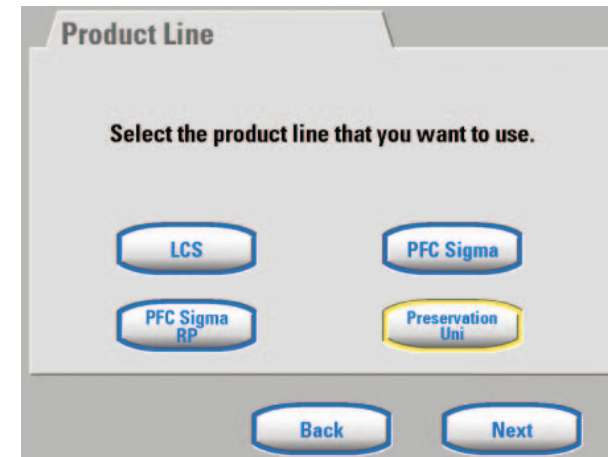 Product Line
Select the product line that you want to use.
LCS
PFC Sigma
PFC Sigma
RP
Preservation
Uni
Back
Next